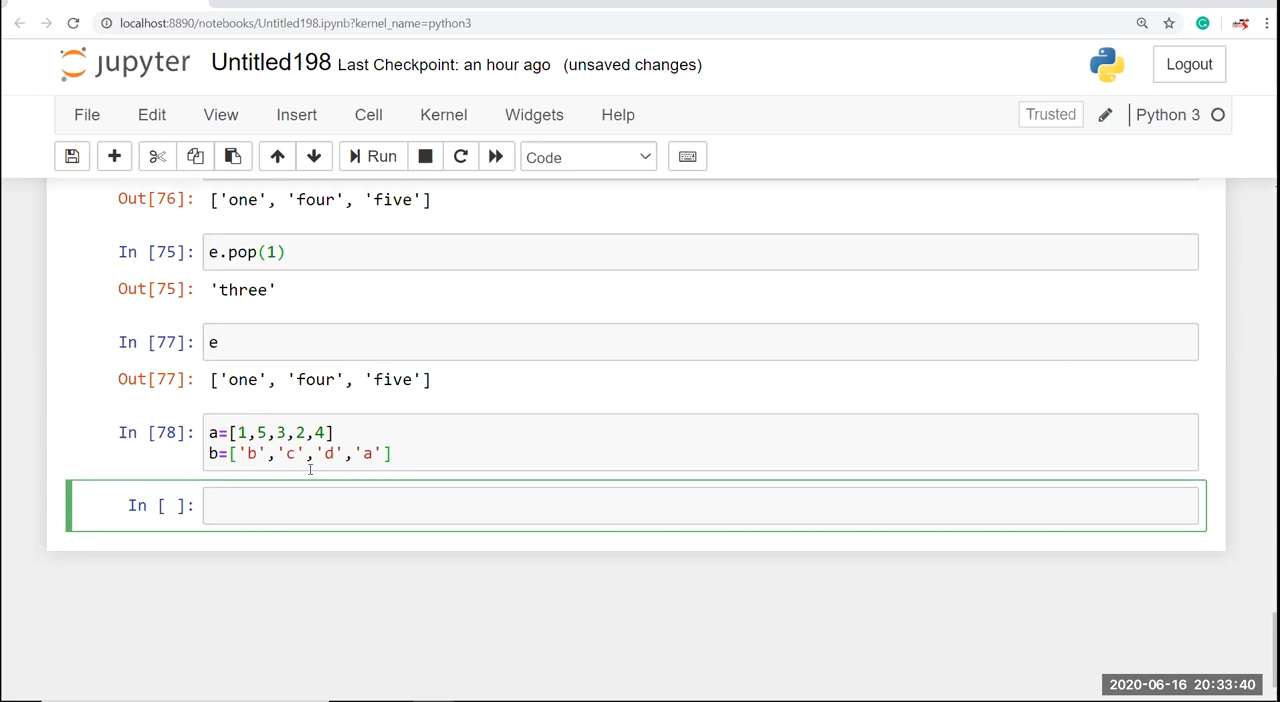 localhost:8890/notebooks/Untitled198.ipynb?kernel_name=python3
jupyter Untitled198 Last Checkpoint: an hour ago (unsaved changes)
Logout
File Edit View Insert Cell Kernel Widgets Help
Trusted Python 3
Run Code
Out[76]: ['one', 'four', 'five']
In [75]: e.pop(1)
Out[75]: 'three'
In [77]: e
Out[77]: ['one', 'four', 'five']
In [78]: a=[1,5,3,2,4]
b=['b','c','d','a']
In [ ]:
2020-06-16 20:33:40